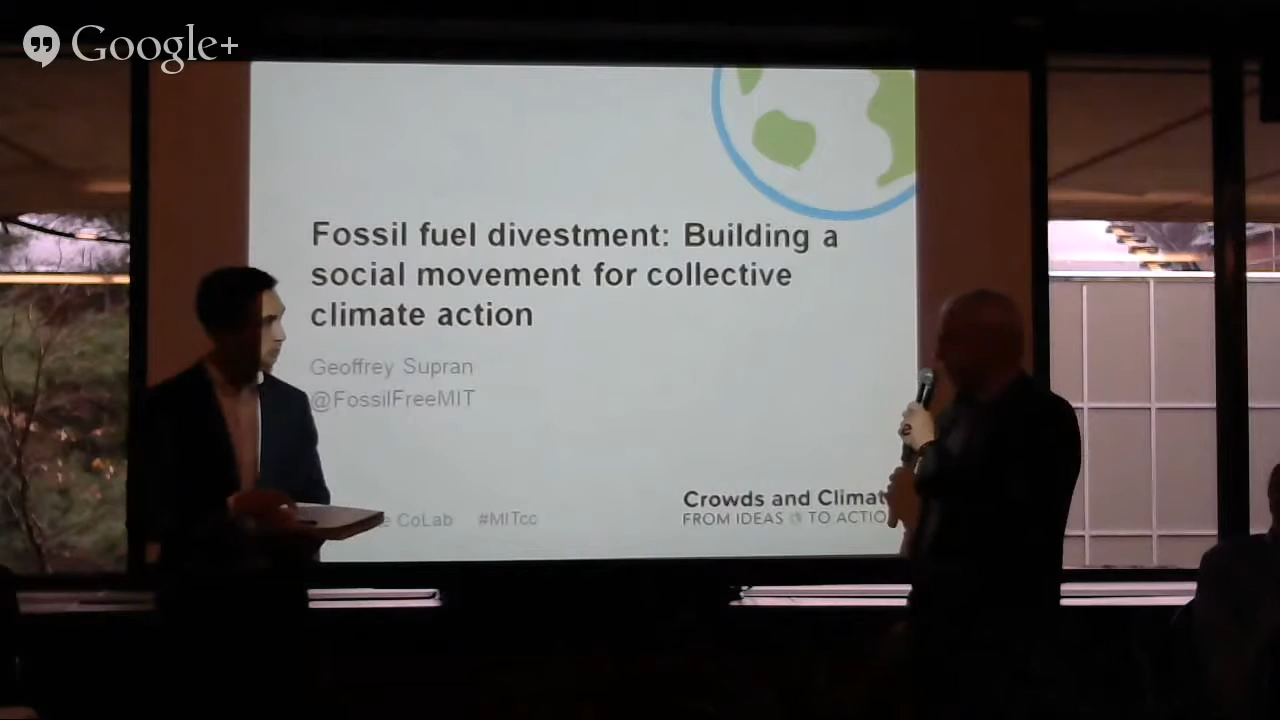 Google+
Fossil fuel divestment: Building a
social movement for collective
climate action
Geoffrey Supran
@FossilFreeMIT
e CoLab #MITcc
Crowds and Climat
FROM IDEAS TO ACTIO